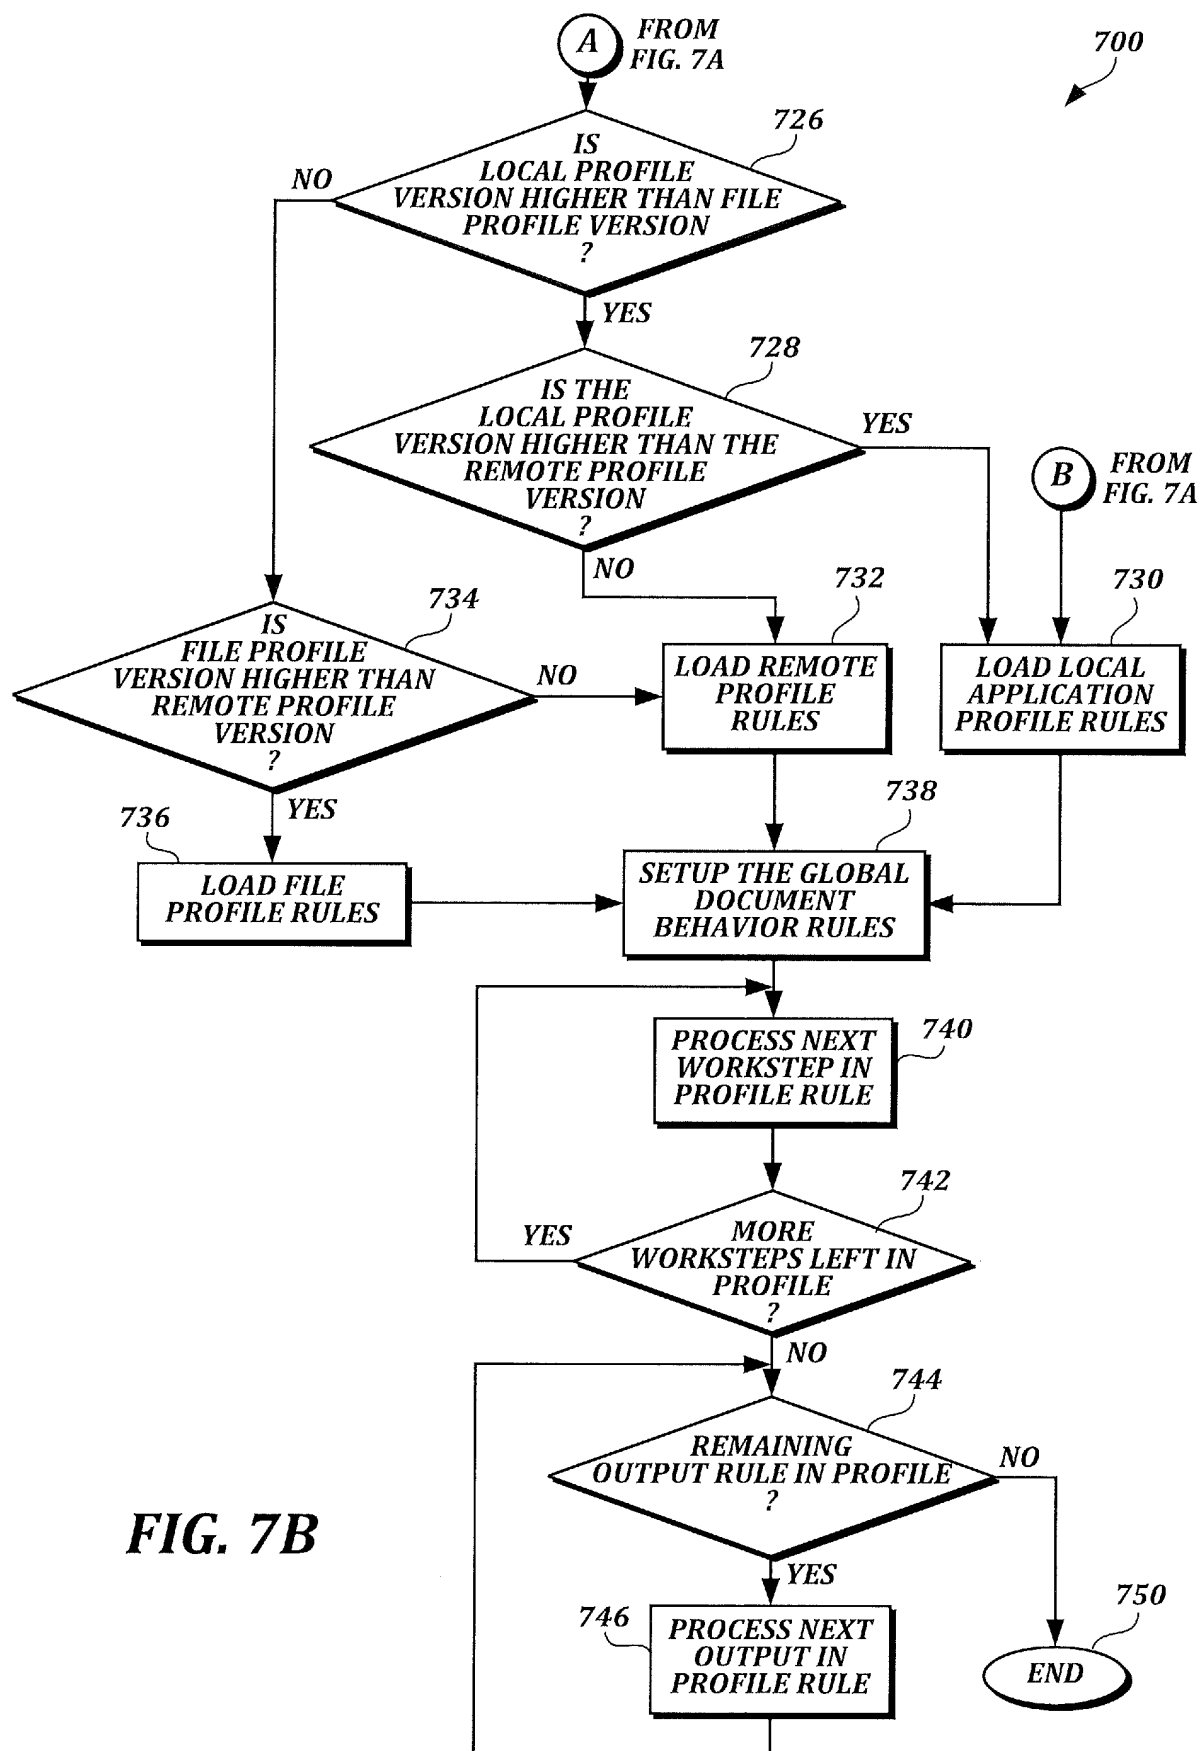 A
FROM
FIG. 7A
700
726
IS
LOCAL PROFILE
VERSION HIGHER THAN FILE
PROFILE VERSION
?
NO
YES
728
IS THE
LOCAL PROFILE
VERSION HIGHER THAN THE
REMOTE PROFILE
VERSION
?
YES
NO
B
FROM
FIG. 7A
734
IS
FILE PROFILE
VERSION HIGHER THAN
REMOTE PROFILE
VERSION
?
NO
YES
732
LOAD REMOTE
PROFILE
RULES
730
LOAD LOCAL
APPLICATION
PROFILE RULES
736
LOAD FILE
PROFILE RULES
738
SETUP THE GLOBAL
DOCUMENT
BEHAVIOR RULES
740
PROCESS NEXT
WORKSTEP IN
PROFILE RULE
742
MORE
WORKSTEPS LEFT IN
PROFILE
?
YES
NO
744
REMAINING
OUTPUT RULE IN PROFILE
?
NO
YES
FIG. 7B
746
PROCESS NEXT
OUTPUT IN
PROFILE RULE
750
END